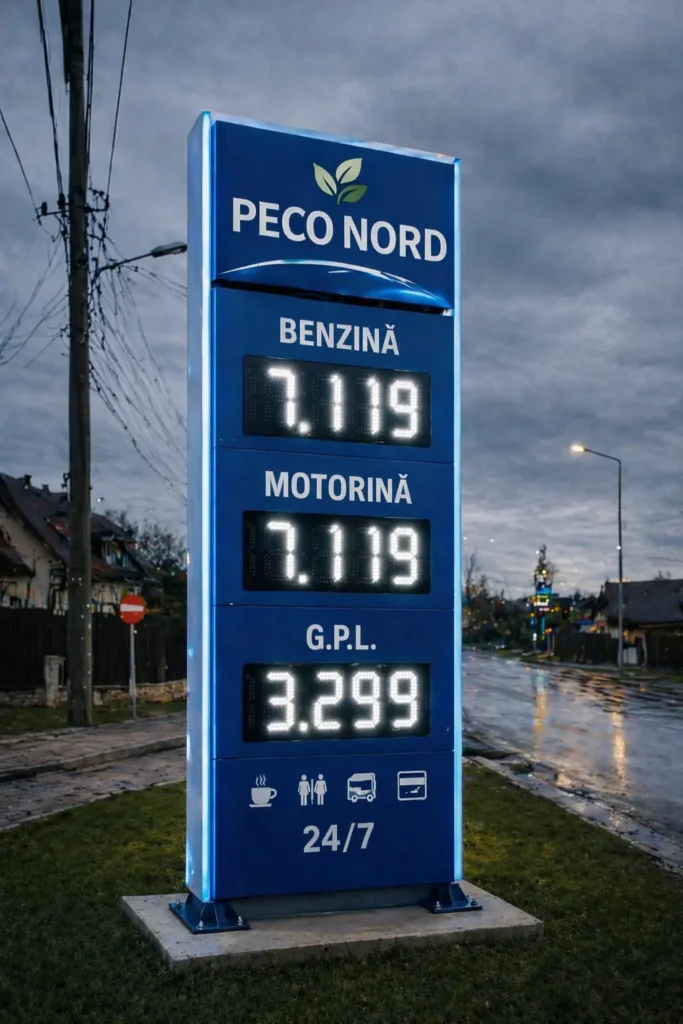 PECO NORD
BENZINĂ
7.119
MOTORINĂ
7.119
G.P.L.
3.299
24/7